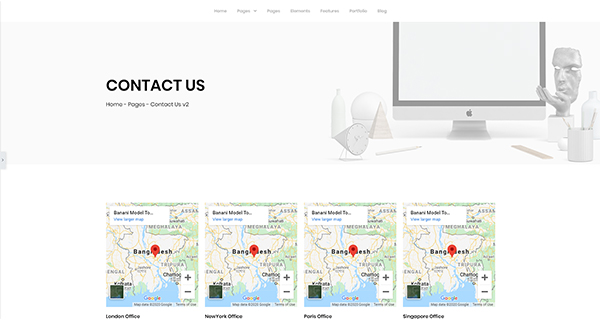 Home Pages Pages Elements Features Portfolio Blog
CONTACT US
Home - Pages - Contact Us v2
Banani Model To... Banani Model To... Banani Model To... Banani Model To...
View larger map View larger map View larger map View larger map
ASSAM ASSAM ASSAM
MEGHALAYA MEGHALAYA MEGHALAYA MEGHALAYA
Bangladesh Bangladesh Bangladesh Bangladesh
TRIPURA TRIPURA TRIPURA TRIPURA
Kolkata Kolkata Kolkata Kolkata
Google Google Google Google
Map data ©2020 Google Terms of Use Map data ©2020 Google Terms of Use Map data ©2020 Google Terms of Use Map data ©2020 Google Terms of Use
London Office NewYork Office Paris Office Singapore Office